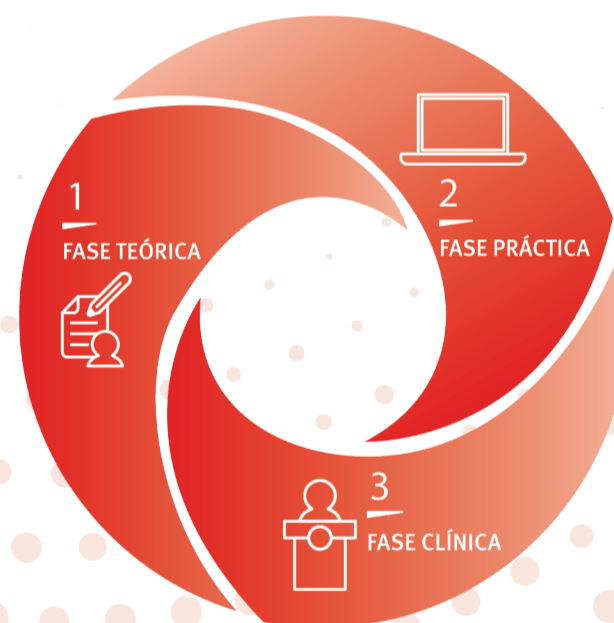 1
FASE TEÓRICA
2
FASE PRÁCTICA
3
FASE CLÍNICA